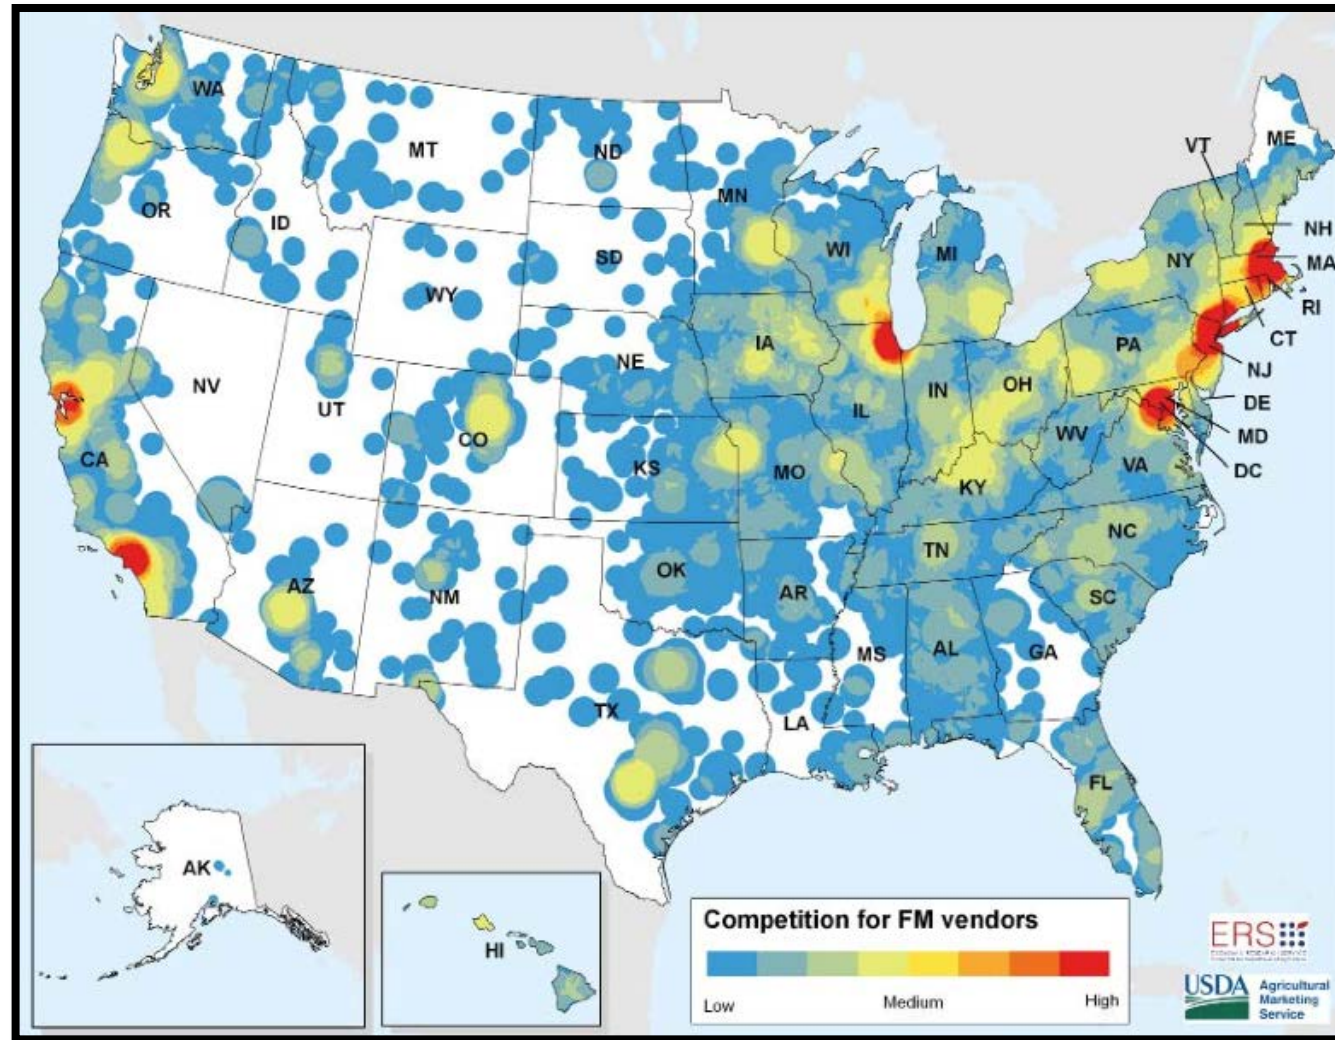 WA
MT
ND
MN
ME
VT
OR
ID
SD
WI
MI
NY
NH
MA
RI
CT
WY
IA
PA
NJ
NE
NV
UT
CO
IL
IN
OH
DE
MD
DC
WV
VA
CA
KS
MO
KY
AZ
NM
OK
AR
TN
NC
SC
MS
AL
GA
TX
LA
FL
AK
HI
Competition for FM vendors
Low
Medium
High
ERS
USDA
Agricultural
Marketing
Service